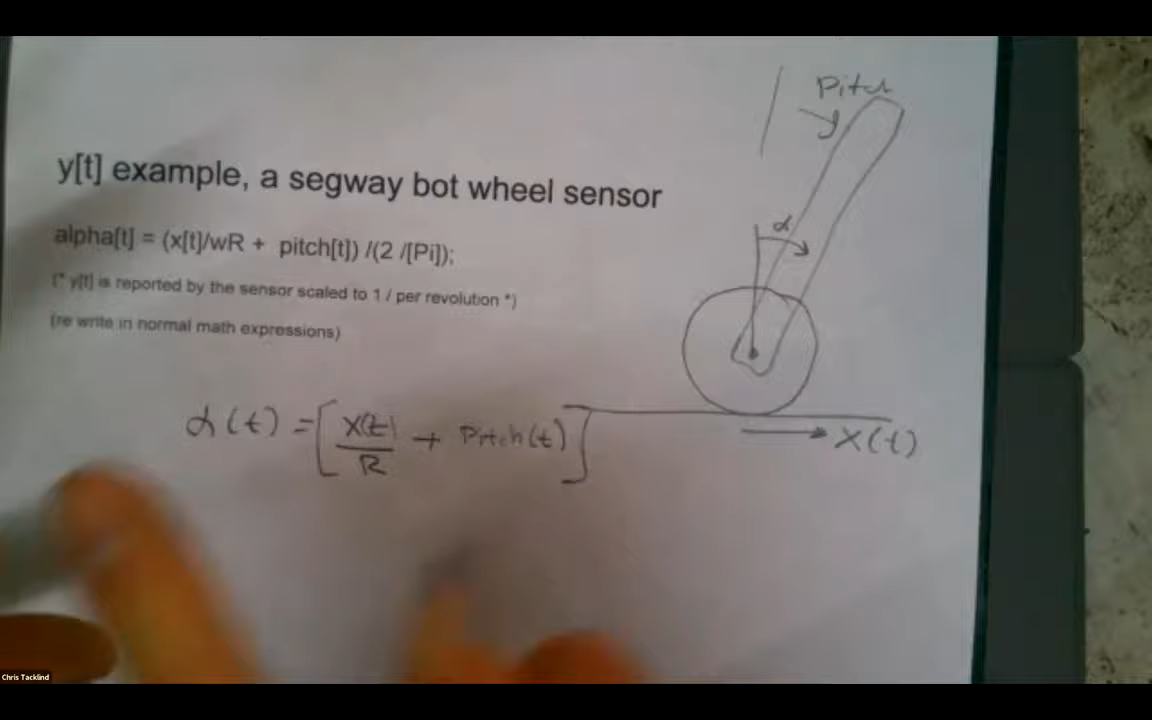 Pitch
y[t] example, a segway bot wheel sensor
α
alpha[t] = (x[t]/wR + pitch[t]) /(2 /[Pi]);
(* y[t] is reported by the sensor scaled to 1 / per revolution *)
(re write in normal math expressions)
α(t) = [ X(t) / R + Pitch(t) ]
X(t)
Chris Tacklind